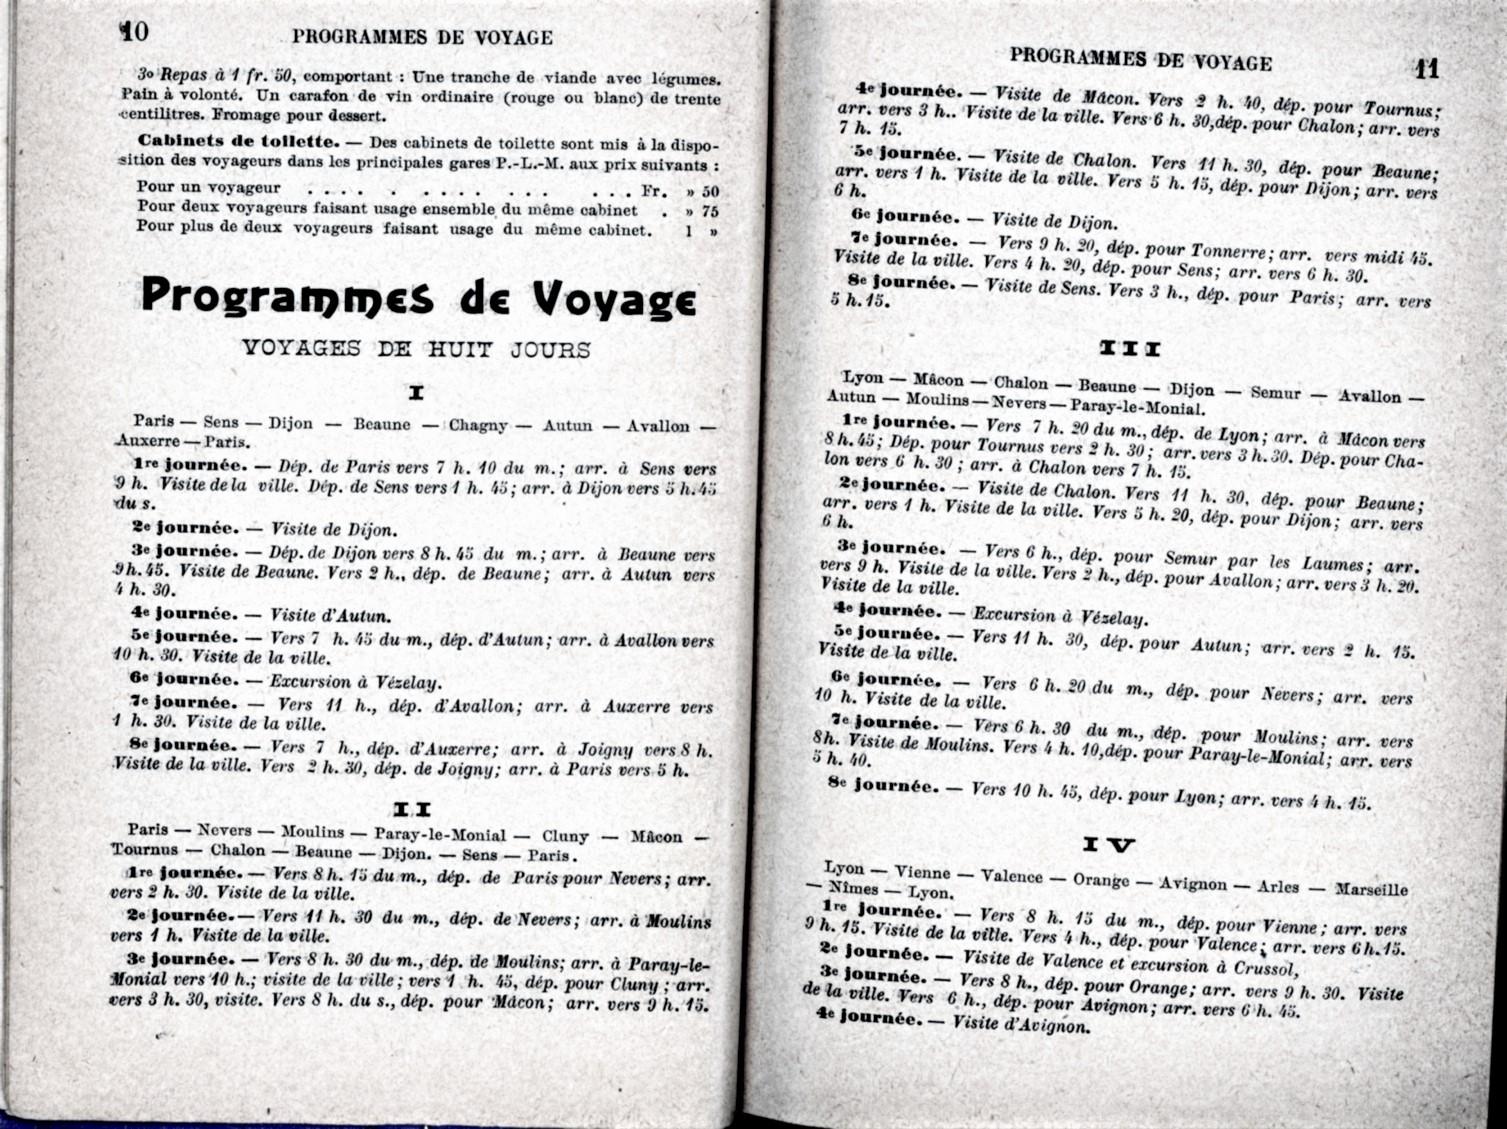 10 PROGRAMMES DE VOYAGE
3o Repas à 1 fr. 50, comportant : Une tranche de viande avec légumes.
Pain à volonté. Un carafon de vin ordinaire (rouge ou blanc) de trente
centilitres. Fromage pour dessert.
Cabinets de toilette. — Des cabinets de toilette sont mis à la dispo-
sition des voyageurs dans les principales gares P.-L.-M. aux prix suivants :
Pour un voyageur . . . . . . . . . . . . . . . Fr. » 50
Pour deux voyageurs faisant usage ensemble du même cabinet . » 75
Pour plus de deux voyageurs faisant usage du même cabinet. 1 »
Programmes de Voyage
VOYAGES DE HUIT JOURS
I
Paris — Sens — Dijon — Beaune — Chagny — Autun — Avallon —
Auxerre — Paris.
1re journée. — Dép. de Paris vers 7 h. 10 du m.; arr. à Sens vers
9 h. Visite de la ville. Dép. de Sens vers 1 h. 45; arr. à Dijon vers 5 h. 45
du s.
2e journée. — Visite de Dijon.
3e journée. — Dép. de Dijon vers 8 h. 45 du m.; arr. à Beaune vers
9 h. 45. Visite de Beaune. Vers 2 h., dép. de Beaune; arr. à Autun vers
4 h. 30.
4e journée. — Visite d'Autun.
5e journée. — Vers 7 h. 45 du m., dép. d'Autun; arr. à Avallon vers
10 h. 30. Visite de la ville.
6e journée. — Excursion à Vézelay.
7e journée. — Vers 11 h., dép. d'Avallon; arr. à Auxerre vers
1 h. 30. Visite de la ville.
8e journée. — Vers 7 h., dép. d'Auxerre; arr. à Joigny vers 8 h.
Visite de la ville. Vers 2 h. 30, dép. de Joigny; arr. à Paris vers 5 h.
II
Paris — Nevers — Moulins — Paray-le-Monial — Cluny — Mâcon —
Tournus — Chalon — Beaune — Dijon. — Sens — Paris.
1re journée. — Vers 8 h. 15 du m., dép. de Paris pour Nevers; arr.
vers 2 h. 30. Visite de la ville.
2e journée. — Vers 11 h. 30 du m., dép. de Nevers; arr. à Moulins
vers 1 h. Visite de la ville.
3e journée. — Vers 8 h. 30 du m., dép. de Moulins; arr. à Paray-le-
Monial vers 10 h.; visite de la ville; vers 1 h. 45, dép. pour Cluny; arr.
vers 3 h. 30, visite. Vers 8 h. du s., dép. pour Mâcon; arr. vers 9 h. 15.
PROGRAMMES DE VOYAGE 11
4e journée. — Visite de Mâcon. Vers 2 h. 40, dép. pour Tournus;
arr. vers 3 h.. Visite de la ville. Vers 6 h. 30, dép. pour Chalon; arr. vers
7 h. 15.
5e journée. — Visite de Chalon. Vers 11 h. 30, dép. pour Beaune;
arr. vers 1 h. Visite de la ville. Vers 5 h. 15, dép. pour Dijon; arr. vers
6 h.
6e journée. — Visite de Dijon.
7e journée. — Vers 9 h. 20, dép. pour Tonnerre; arr. vers midi 45.
Visite de la ville. Vers 4 h. 20, dép. pour Sens; arr. vers 6 h. 30.
8e journée. — Visite de Sens. Vers 3 h., dép. pour Paris; arr. vers
5 h. 15.
III
Lyon — Mâcon — Chalon — Beaune — Dijon — Semur — Avallon —
Autun — Moulins — Nevers — Paray-le-Monial.
1re journée. — Vers 7 h. 20 du m., dép. de Lyon; arr. à Mâcon vers
8 h. 45; Dép. pour Tournus vers 2 h. 30; arr. vers 3 h. 30. Dép. pour Cha-
lon vers 6 h. 30; arr. à Chalon vers 7 h. 15.
2e journée. — Visite de Chalon. Vers 11 h. 30, dép. pour Beaune;
arr. vers 1 h. Visite de la ville. Vers 5 h. 20, dép. pour Dijon; arr. vers
6 h.
3e journée. — Vers 6 h., dép. pour Semur par les Laumes; arr.
vers 9 h. Visite de la ville. Vers 2 h., dép. pour Avallon; arr. vers 3 h. 20.
Visite de la ville.
4e journée. — Excursion à Vézelay.
5e journée. — Vers 11 h. 30, dép. pour Autun; arr. vers 2 h. 15.
Visite de la ville.
6e journée. — Vers 6 h. 20 du m., dép. pour Nevers; arr. vers
10 h. Visite de la ville.
7e journée. — Vers 6 h. 30 du m., dép. pour Moulins; arr. vers
8 h. Visite de Moulins. Vers 4 h. 10, dép. pour Paray-le-Monial; arr. vers
5 h. 40.
8e journée. — Vers 10 h. 45, dép. pour Lyon; arr. vers 4 h. 15.
IV
Lyon — Vienne — Valence — Orange — Avignon — Arles — Marseille
— Nîmes — Lyon.
1re journée. — Vers 8 h. 15 du m., dép. pour Vienne; arr. vers
9 h. 15. Visite de la ville. Vers 4 h., dép. pour Valence; arr. vers 6 h. 15.
2e journée. — Visite de Valence et excursion à Crussol,
3e journée. — Vers 8 h., dép. pour Orange; arr. vers 9 h. 30. Visite
de la ville. Vers 6 h., dép. pour Avignon; arr. vers 6 h. 45.
4e journée. — Visite d'Avignon.